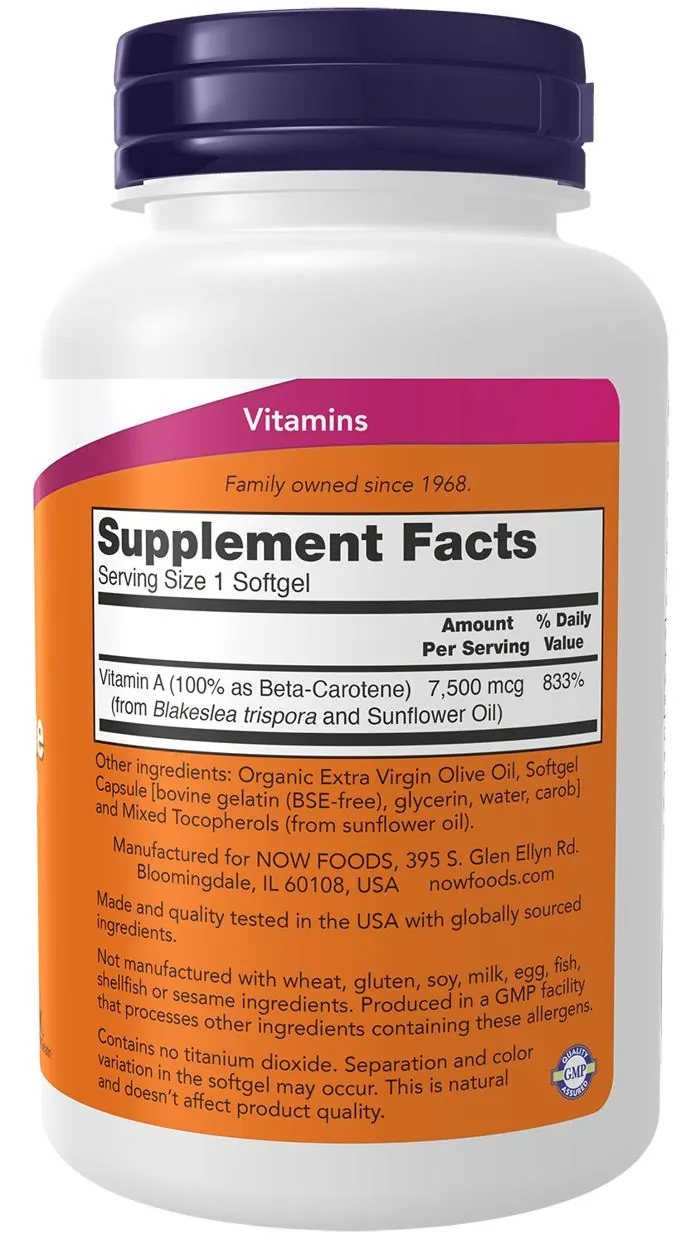 Vitamins
Family owned since 1968.
Supplement Facts
Serving Size 1 Softgel
Amount Per Serving
% Daily Value
Vitamin A (100% as Beta-Carotene) 7,500 mcg 833%
(from Blakeslea trispora and Sunflower Oil)
Other ingredients: Organic Extra Virgin Olive Oil, Softgel
Capsule [bovine gelatin (BSE-free), glycerin, water, carob]
and Mixed Tocopherols (from sunflower oil).
Manufactured for NOW FOODS, 395 S. Glen Ellyn Rd.
Bloomingdale, IL 60108, USA nowfoods.com
Made and quality tested in the USA with globally sourced
ingredients.
Not manufactured with wheat, gluten, soy, milk, egg, fish,
shellfish or sesame ingredients. Produced in a GMP facility
that processes other ingredients containing these allergens.
Contains no titanium dioxide. Separation and color
variation in the softgel may occur. This is natural
and doesn't affect product quality.
QUALITY
GMP
ASSURED